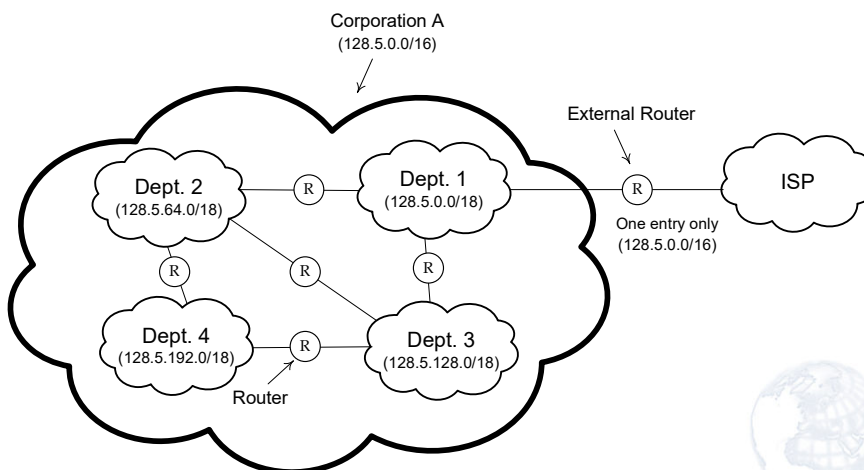 Corporation A
(128.5.0.0/16)
External Router
Dept. 2
(128.5.64.0/18)
R
Dept. 1
(128.5.0.0/18)
R
ISP
One entry only
(128.5.0.0/16)
R
R
R
Dept. 4
(128.5.192.0/18)
R
Dept. 3
(128.5.128.0/18)
Router